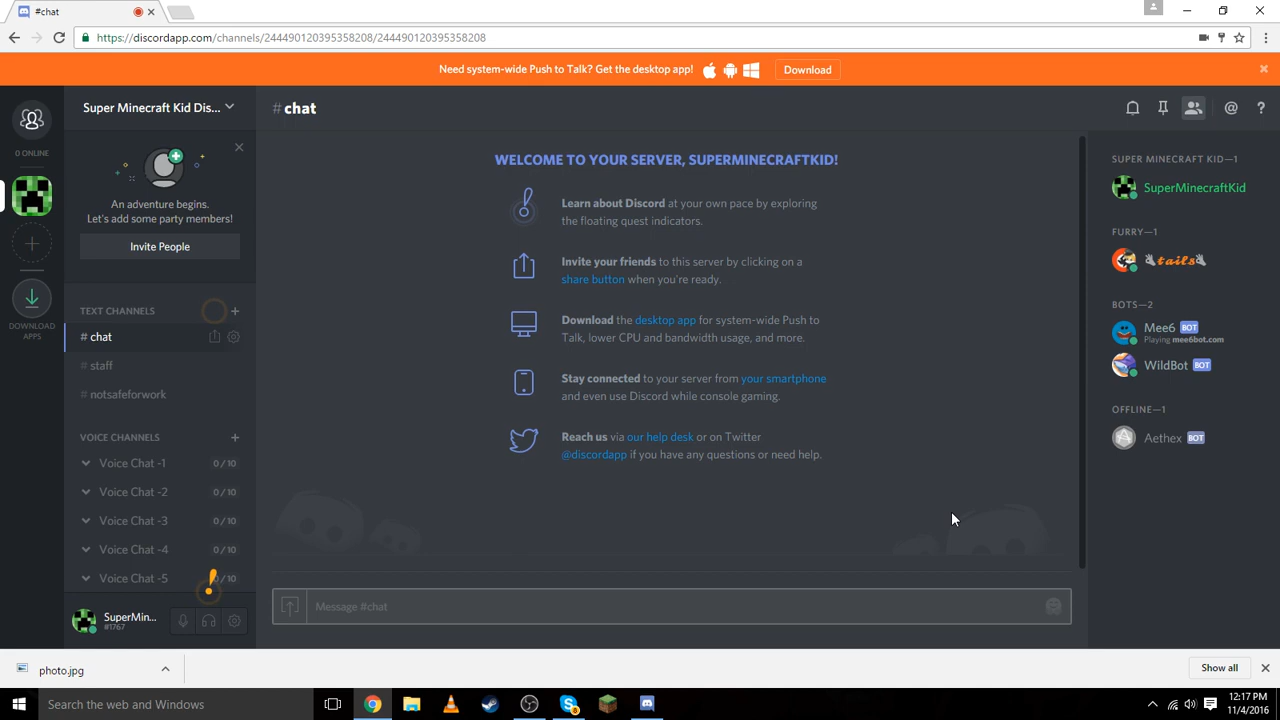 #chat
https://discordapp.com/channels/244490120395358208/244490120395358208
Need system-wide Push to Talk? Get the desktop app!
Download
0 ONLINE
DOWNLOAD
APPS
Super Minecraft Kid Dis...
An adventure begins.
Let's add some party members!
Invite People
TEXT CHANNELS
# chat
# staff
# notsafeforwork
VOICE CHANNELS
Voice Chat -1 0/10
Voice Chat -2 0/10
Voice Chat -3 0/10
Voice Chat -4 0/10
Voice Chat -5 0/10
SuperMin...
#1767
#chat
WELCOME TO YOUR SERVER, SUPERMINECRAFTKID!
Learn about Discord at your own pace by exploring
the floating quest indicators.
Invite your friends to this server by clicking on a
share button when you're ready.
Download the desktop app for system-wide Push to
Talk, lower CPU and bandwidth usage, and more.
Stay connected to your server from your smartphone
and even use Discord while console gaming.
Reach us via our help desk or on Twitter
@discordapp if you have any questions or need help.
Message #chat
SUPER MINECRAFT KID—1
SuperMinecraftKid
FURRY—1
tails
BOTS—2
Mee6 BOT
Playing mee6bot.com
WildBot BOT
OFFLINE—1
Aethex BOT
photo.jpg
Show all
Search the web and Windows
12:17 PM
11/4/2016